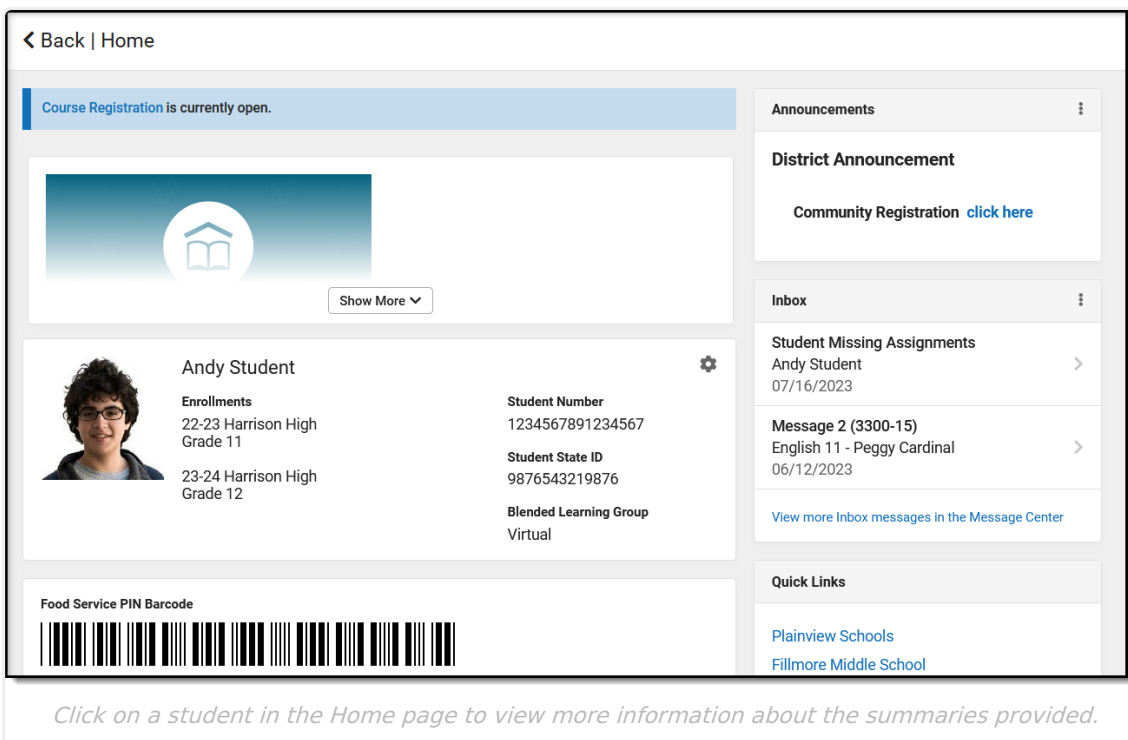 Back | Home
Course Registration is currently open.
Show More
Andy Student
Enrollments
22-23 Harrison High
Grade 11
23-24 Harrison High
Grade 12
Student Number
1234567891234567
Student State ID
9876543219876
Blended Learning Group
Virtual
Food Service PIN Barcode
Announcements
District Announcement
Community Registration click here
Inbox
Student Missing Assignments
Andy Student
07/16/2023
Message 2 (3300-15)
English 11 - Peggy Cardinal
06/12/2023
View more Inbox messages in the Message Center
Quick Links
Plainview Schools
Fillmore Middle School
Click on a student in the Home page to view more information about the summaries provided.